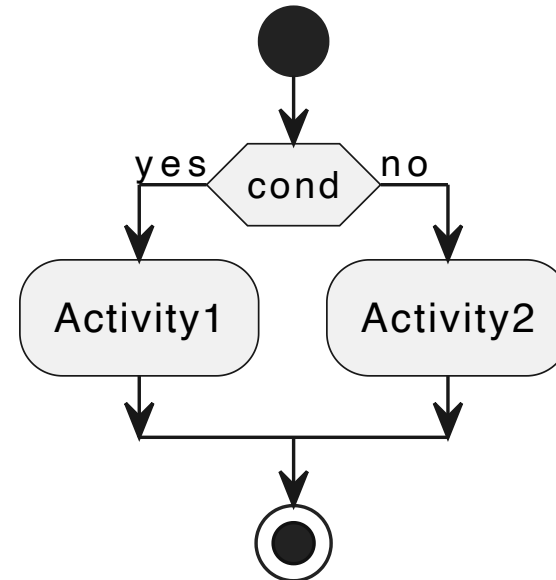 yes
cond
no
Activity1
Activity2